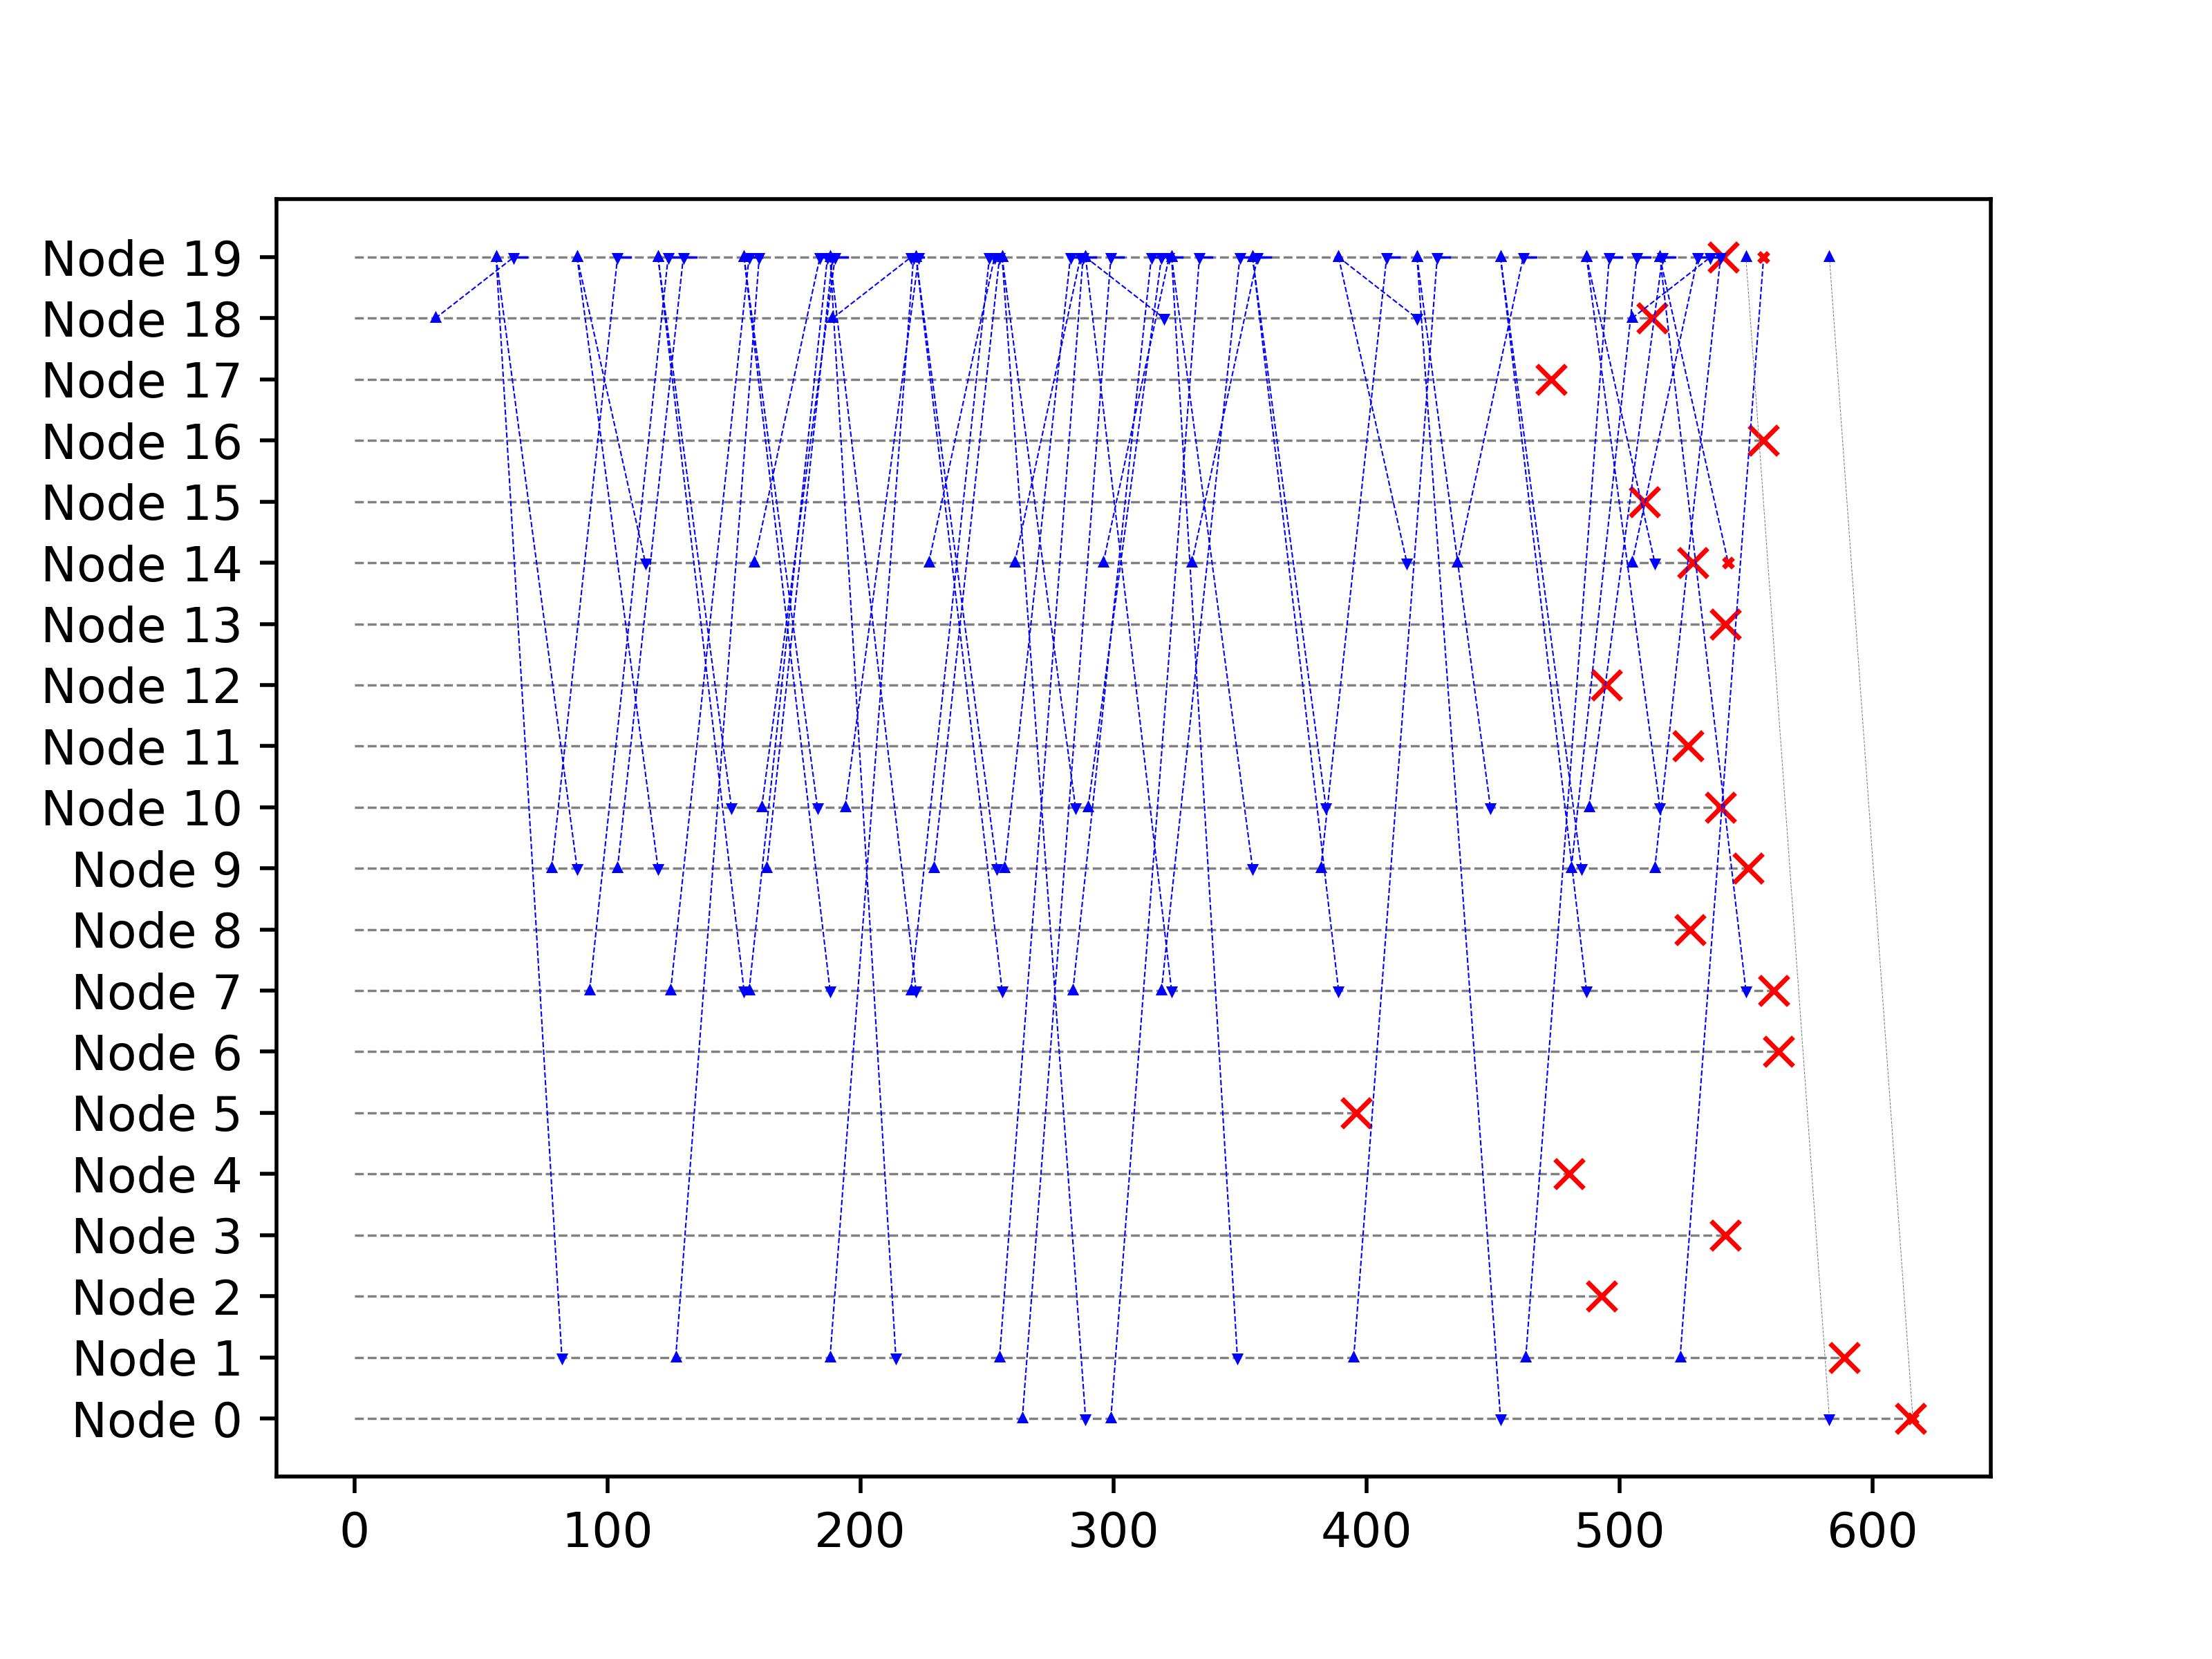 Node 19
Node 18
Node 17
Node 16
Node 15
Node 14
Node 13
Node 12
Node 11
Node 10
Node 9
Node 8
Node 7
Node 6
Node 5
Node 4
Node 3
Node 2
Node 1
Node 0
0 100 200 300 400 500 600